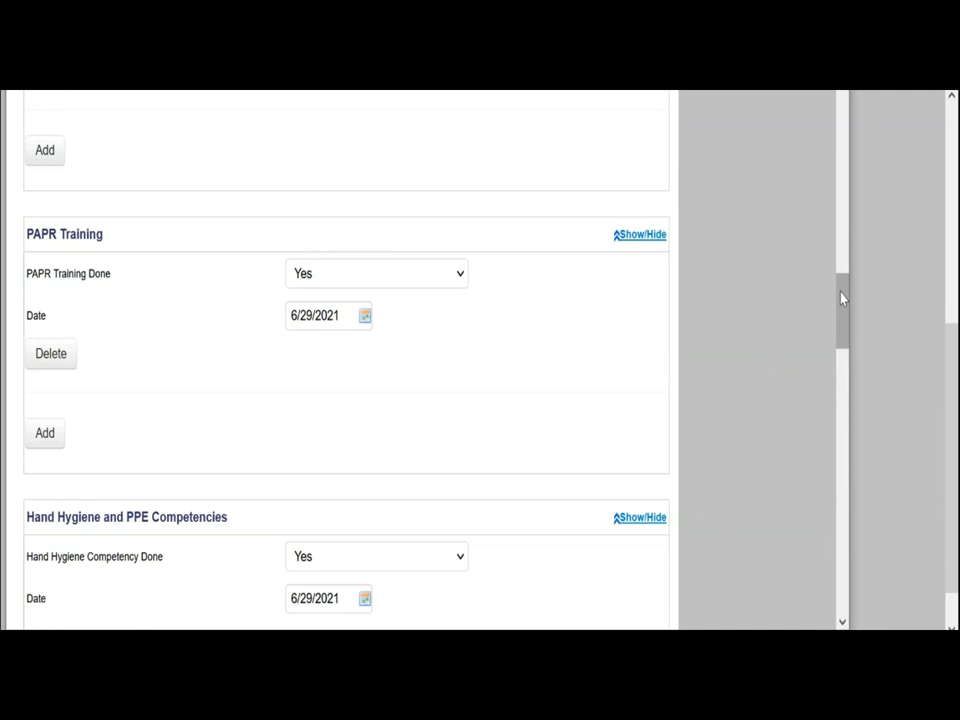 Add
PAPR Training
Show/Hide
PAPR Training Done
Yes
Date
6/29/2021
Delete
Add
Hand Hygiene and PPE Competencies
Show/Hide
Hand Hygiene Competency Done
Yes
Date
6/29/2021